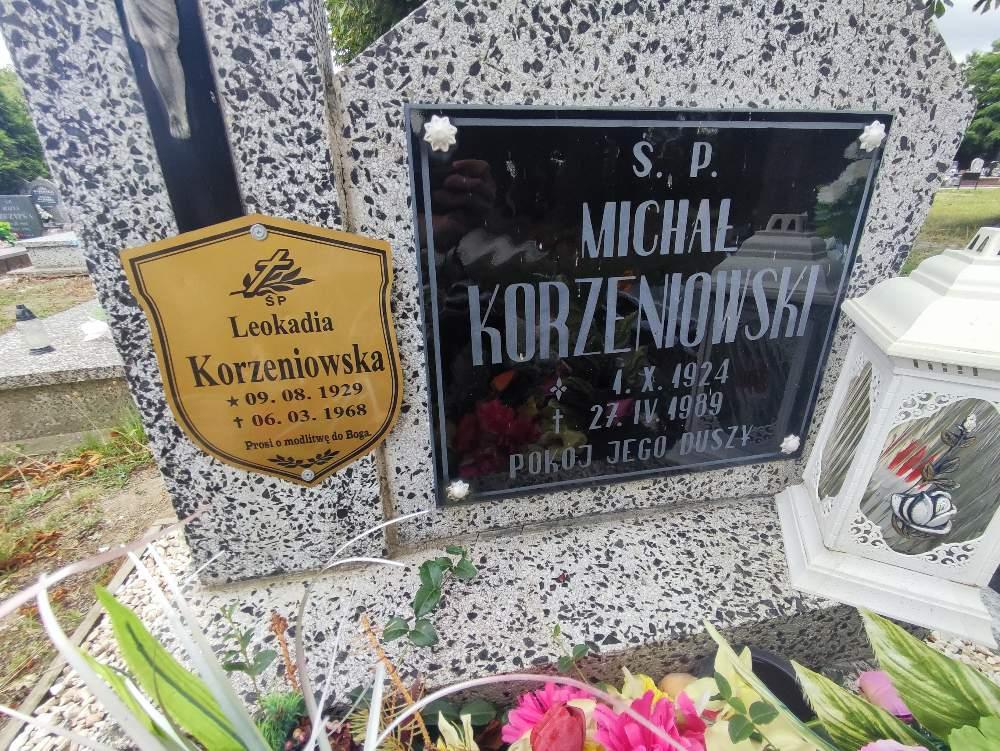 ŚP
Leokadia
Korzeniowska
★ 09. 08. 1929
✝ 06. 03. 1968
Prosi o modlitwę do Boga
Ś. P.
MICHAŁ
KORZENIOWSKI
1. X. 1924
✝ 27. IV. 1989
POKÓJ JEGO DUSZY